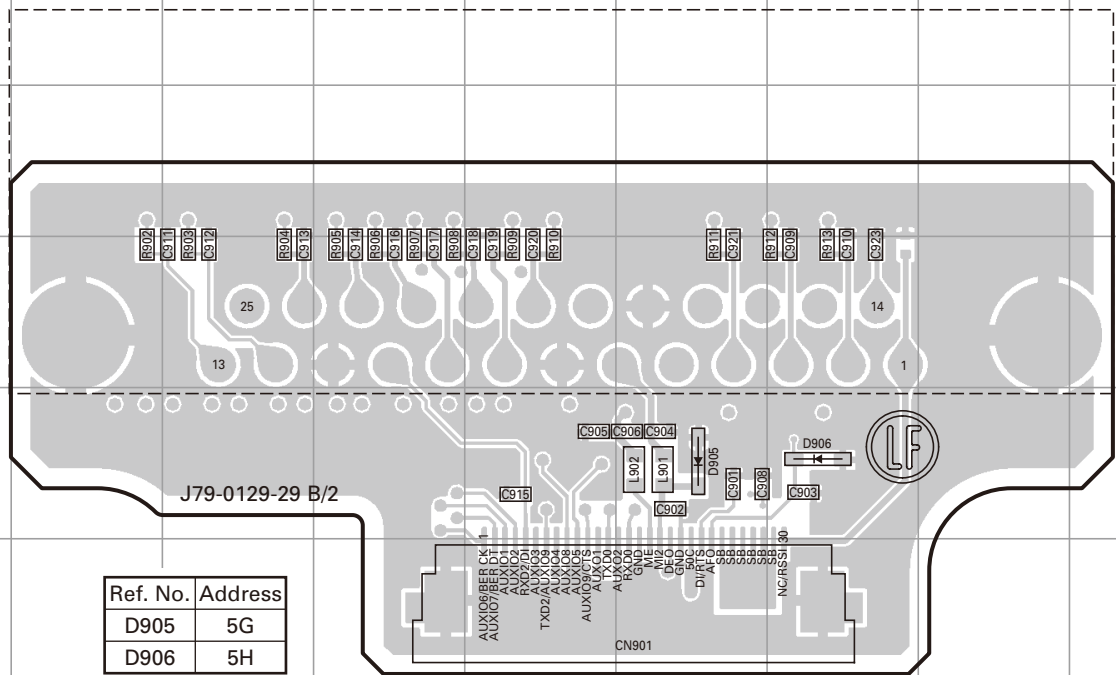 R902 C911 R903 C912 R904 C913 R905 C914 R906 C916 R907 C917 R908 C918 C919 R909 C920 R910 R911 C921 R912 C909 R913 C910 C923
25 14
13 1
C905 C906 C904
D905
D906
LF
L902 L901
C901 C908 C903
J79-0129-29 B/2
C915
C902
1
30
AUXIO6/BER CK
AUXIO7/BER DT
AUXIO1
AUXIO2
RXD2/DI
AUXIO3
TXD2/AUXIO9
AUXIO4
AUXIO8
AUXIO5
AUXIO9/CTS
AUXO1
TXD0
AUXO2
RXD0
GND
ME
MI2
DEO
GND
50C
DI/RTS
AFO
SB
SB
SB
SB
SB
SB
NC/RSSI
CN901
Ref. No. Address
D905 5G
D906 5H